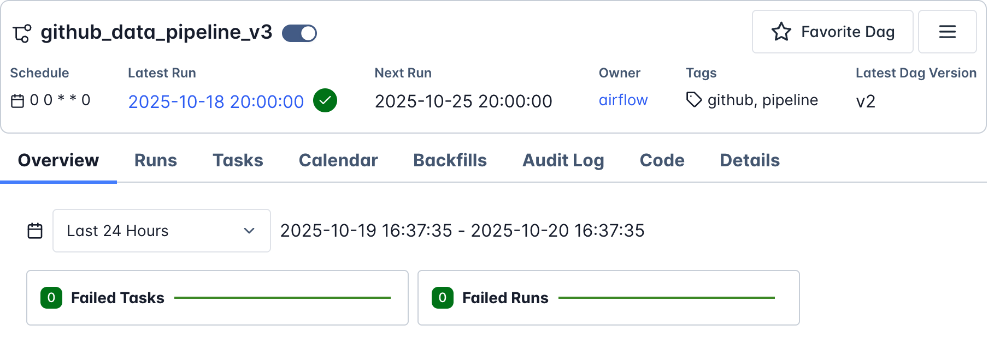 github_data_pipeline_v3
Favorite Dag
Schedule Latest Run Next Run Owner Tags Latest Dag Version
0 0 * * 0 2025-10-18 20:00:00 2025-10-25 20:00:00 airflow github, pipeline v2
Overview Runs Tasks Calendar Backfills Audit Log Code Details
Last 24 Hours 2025-10-19 16:37:35 - 2025-10-20 16:37:35
0 Failed Tasks 0 Failed Runs